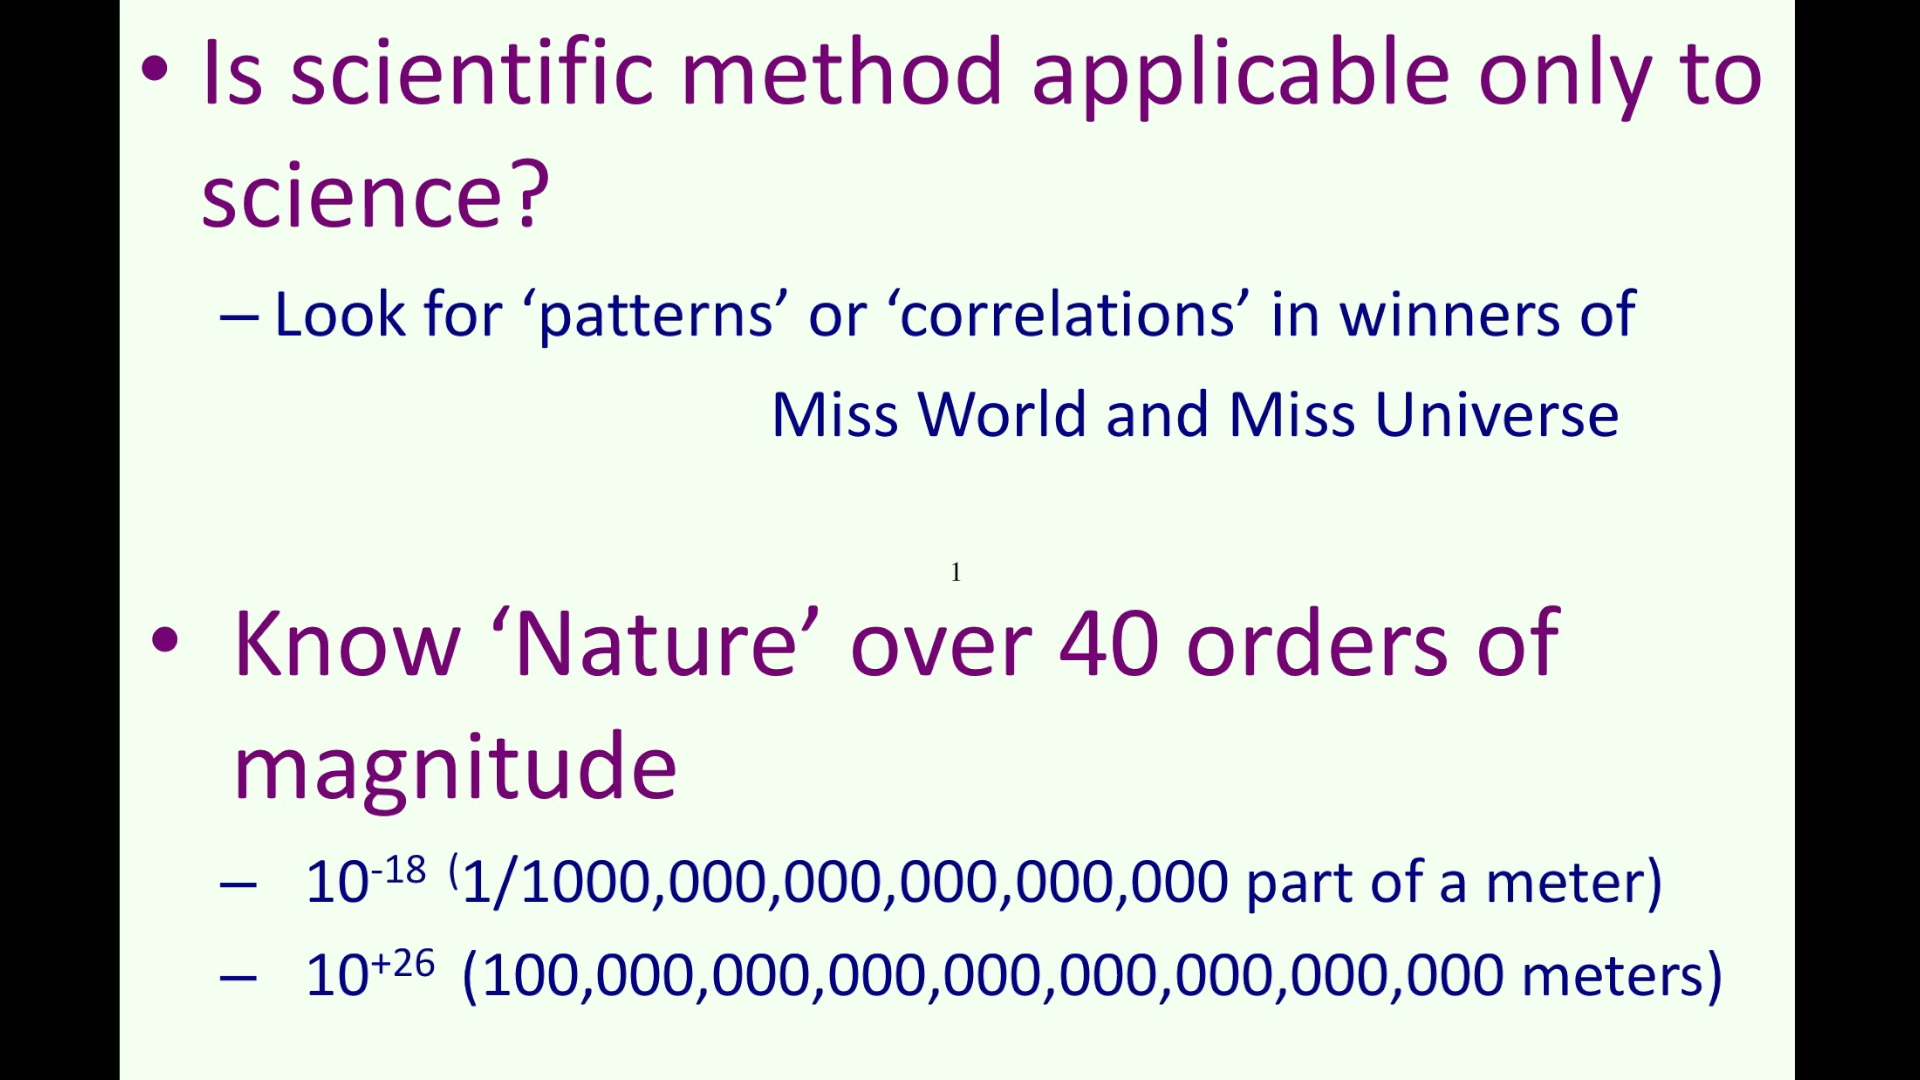 • Is scientific method applicable only to
science?
– Look for ‘patterns’ or ‘correlations’ in winners of
Miss World and Miss Universe
1
• Know ‘Nature’ over 40 orders of
magnitude
– 10⁻¹⁸ ⁽1/1000,000,000,000,000,000 part of a meter)
– 10⁺²⁶ (100,000,000,000,000,000,000,000,000 meters)